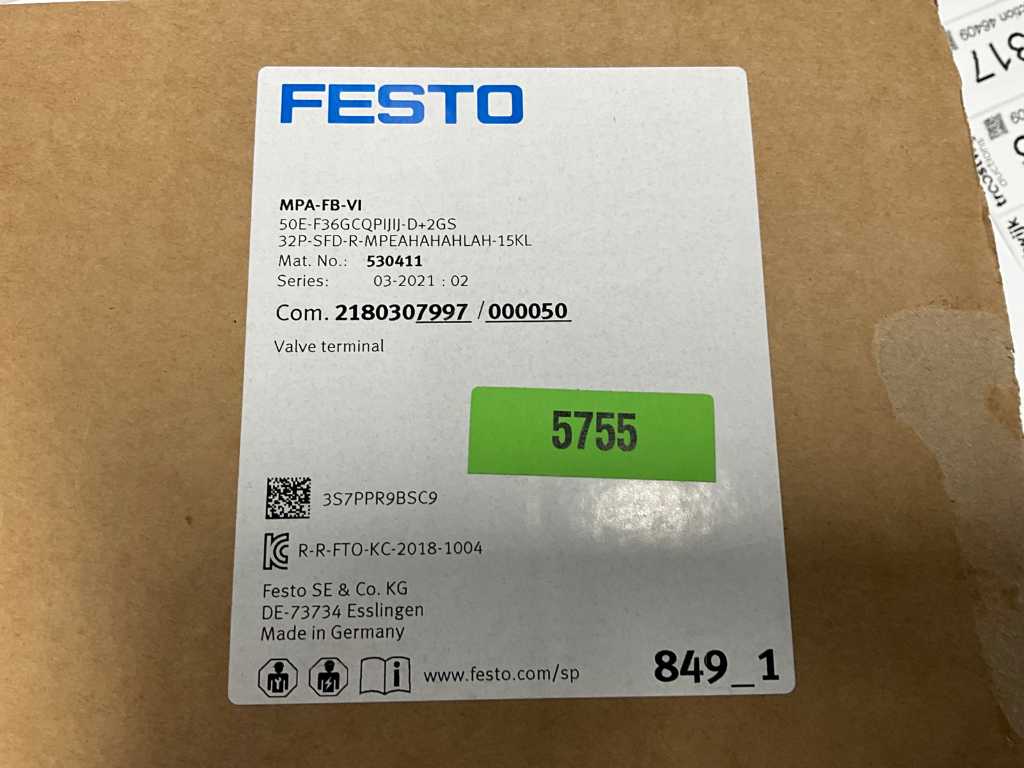 FESTO
MPA-FB-VI
50E-F36GCQPIJIJ-D+2GS
32P-SFD-R-MPEAHAHAHLAH-15KL
Mat. No.: 530411
Series: 03-2021 : 02
Com. 2180307997 / 000050
Valve terminal
5755
3S7PPR9BSC9
R-R-FTO-KC-2018-1004
Festo SE & Co. KG
DE-73734 Esslingen
Made in Germany
i www.festo.com/sp
849_1
46409
317